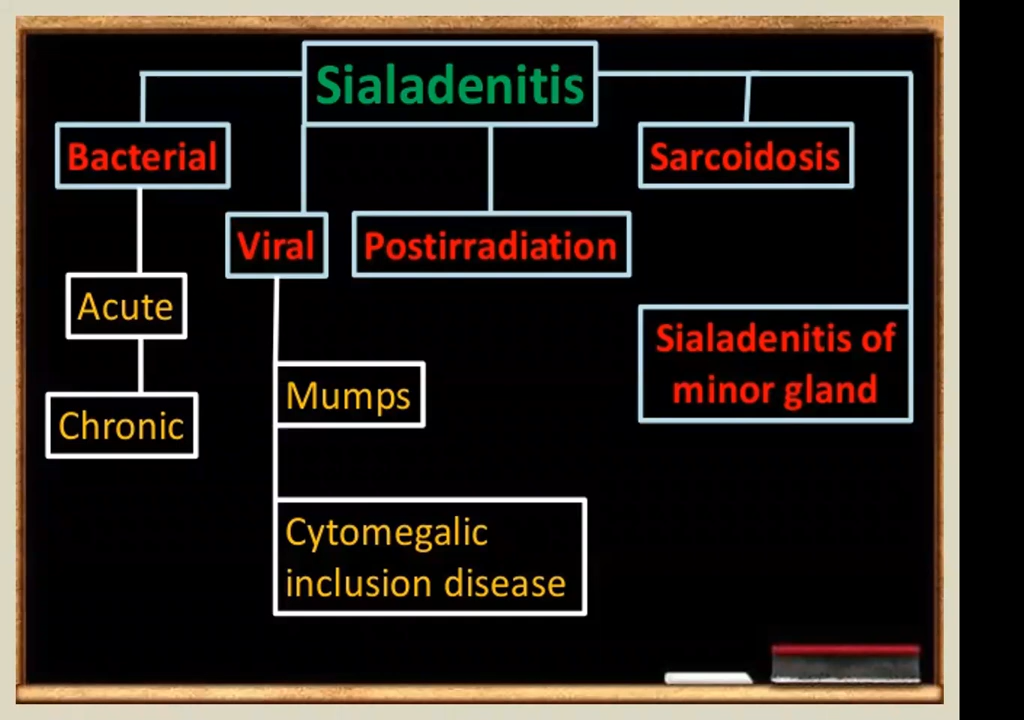 Sialadenitis
Bacterial
Sarcoidosis
Viral
Postirradiation
Acute
Sialadenitis of
minor gland
Mumps
Chronic
Cytomegalic
inclusion disease